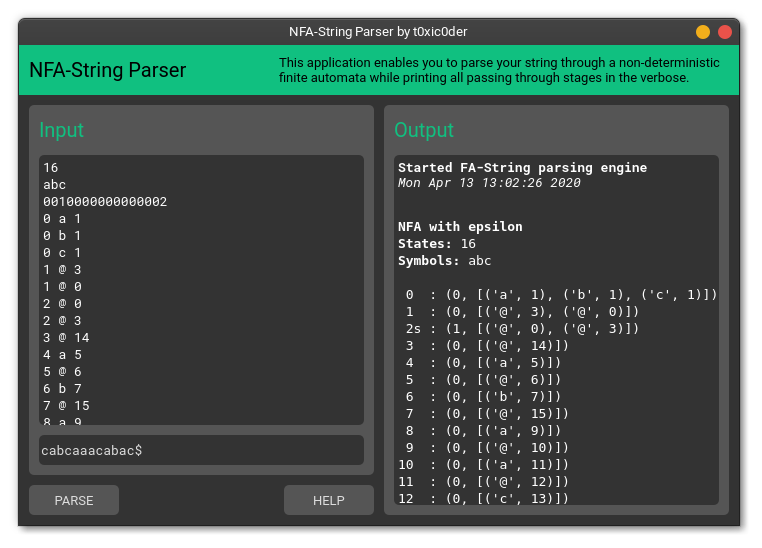 NFA-String Parser by t0xic0der
NFA-String Parser
This application enables you to parse your string through a non-deterministic
finite automata while printing all passing through stages in the verbose.
Input
16
abc
0010000000000002
0 a 1
0 b 1
0 c 1
1 @ 3
1 @ 0
2 @ 0
2 @ 3
3 @ 14
4 a 5
5 @ 6
6 b 7
7 @ 15
8 a 9
cabcaaacabac$
PARSE
HELP
Output
Started FA-String parsing engine
Mon Apr 13 13:02:26 2020
NFA with epsilon
States: 16
Symbols: abc
0 : (0, [('a', 1), ('b', 1), ('c', 1)])
1 : (0, [('@', 3), ('@', 0)])
2s : (1, [('@', 0), ('@', 3)])
3 : (0, [('@', 14)])
4 : (0, [('a', 5)])
5 : (0, [('@', 6)])
6 : (0, [('b', 7)])
7 : (0, [('@', 15)])
8 : (0, [('a', 9)])
9 : (0, [('@', 10)])
10 : (0, [('a', 11)])
11 : (0, [('@', 12)])
12 : (0, [('c', 13)])